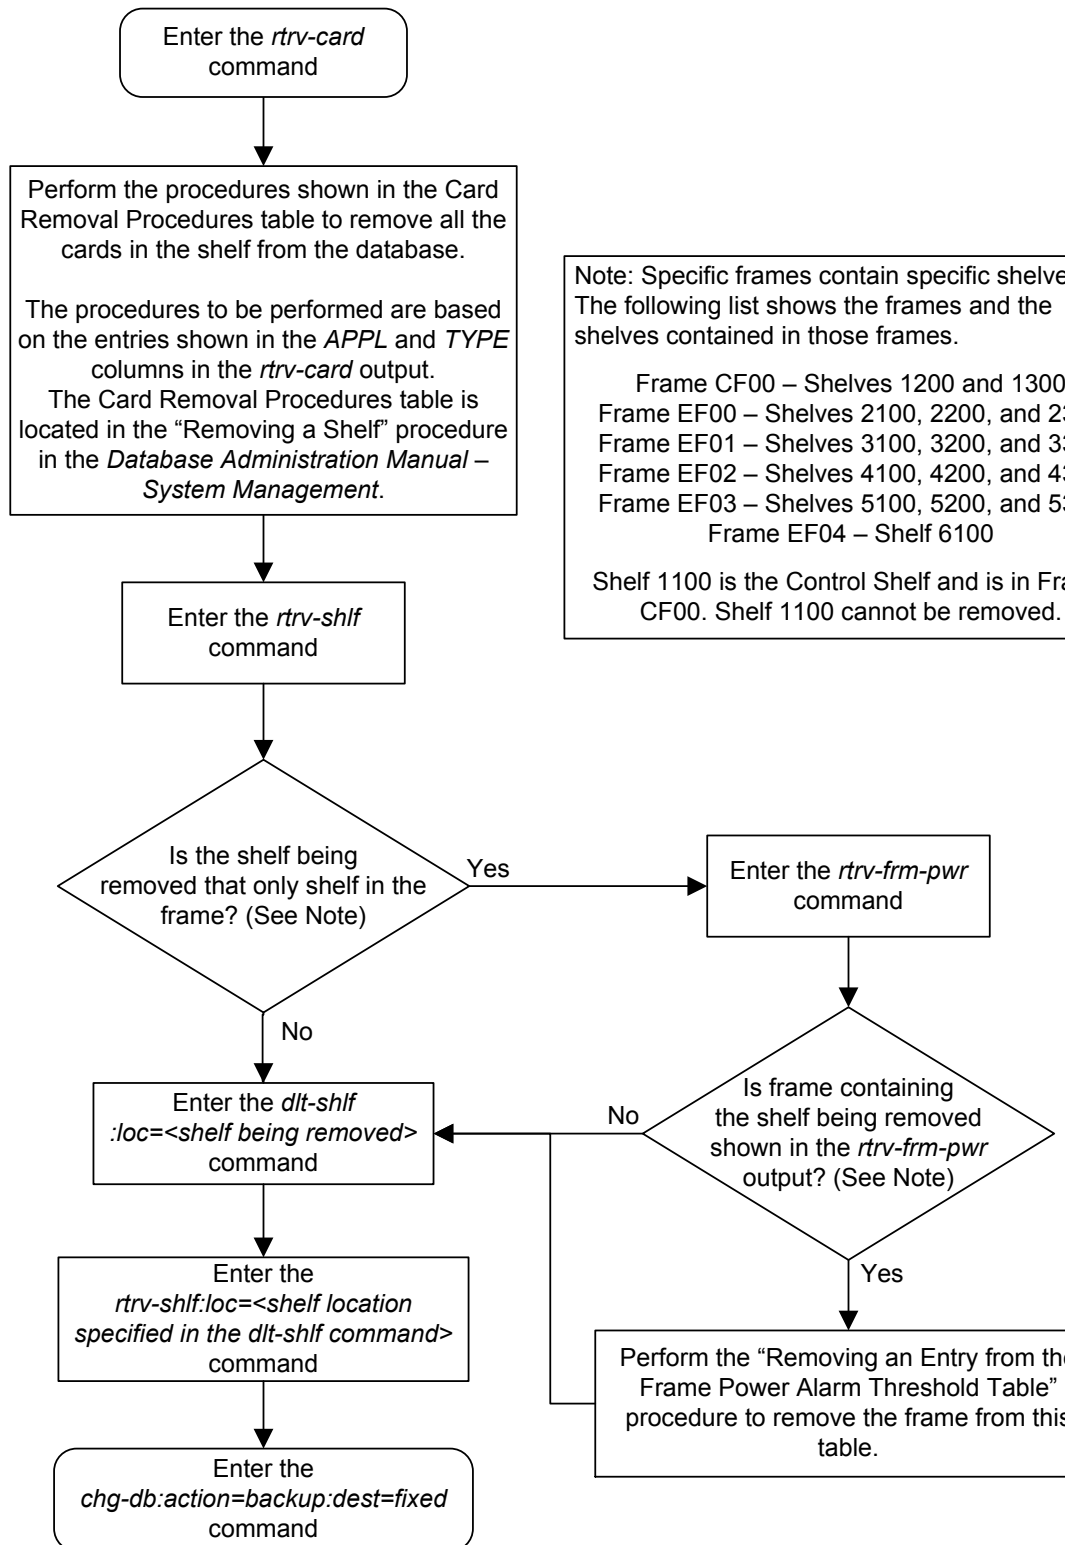 Enter the rtrv-card
command
Perform the procedures shown in the Card
Removal Procedures table to remove all the
cards in the shelf from the database.
The procedures to be performed are based
on the entries shown in the APPL and TYPE
columns in the rtrv-card output.
The Card Removal Procedures table is
located in the “Removing a Shelf” procedure
in the Database Administration Manual –
System Management.
Note: Specific frames contain specific
The following list shows the frames and the
shelves contained in those frames.
Frame CF00 – Shelves 1200 and 1300
Frame EF00 – Shelves 2100, 2200, and
Frame EF01 – Shelves 3100, 3200, and
Frame EF02 – Shelves 4100, 4200, and
Frame EF03 – Shelves 5100, 5200, and
Frame EF04 – Shelf 6100
Shelf 1100 is the Control Shelf and is in
CF00. Shelf 1100 cannot be removed.
Enter the rtrv-shlf
command
Is the shelf being
removed that only shelf in the
frame? (See Note)
Yes
No
Enter the rtrv-frm-pwr
command
Is frame containing
the shelf being removed
shown in the rtrv-frm-pwr
output? (See Note)
No
Yes
Enter the dlt-shlf
:loc=<shelf being removed>
command
Enter the
rtrv-shlf:loc=<shelf location
specified in the dlt-shlf command>
command
Perform the “Removing an Entry from the
Frame Power Alarm Threshold Table”
procedure to remove the frame from this
table.
Enter the
chg-db:action=backup:dest=fixed
command